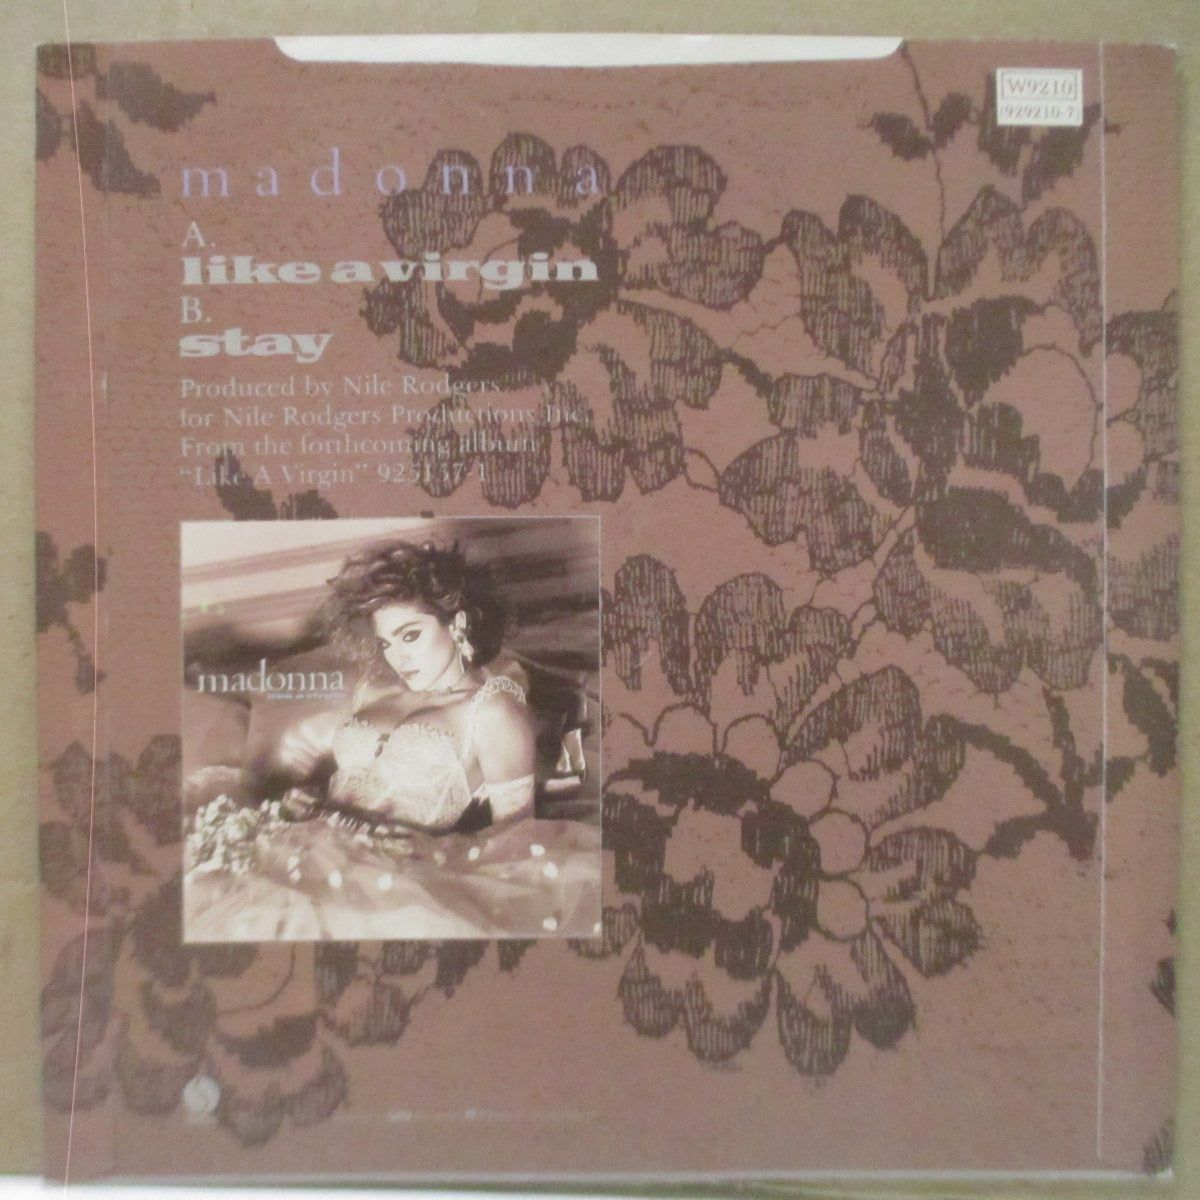 W9210
(929210-7)
madonna
A.
like a virgin
B.
stay
Produced by Nile Rodgers
for Nile Rodgers Productions Inc.
From the forthcoming album
"Like A Virgin" 925157-1
madonna